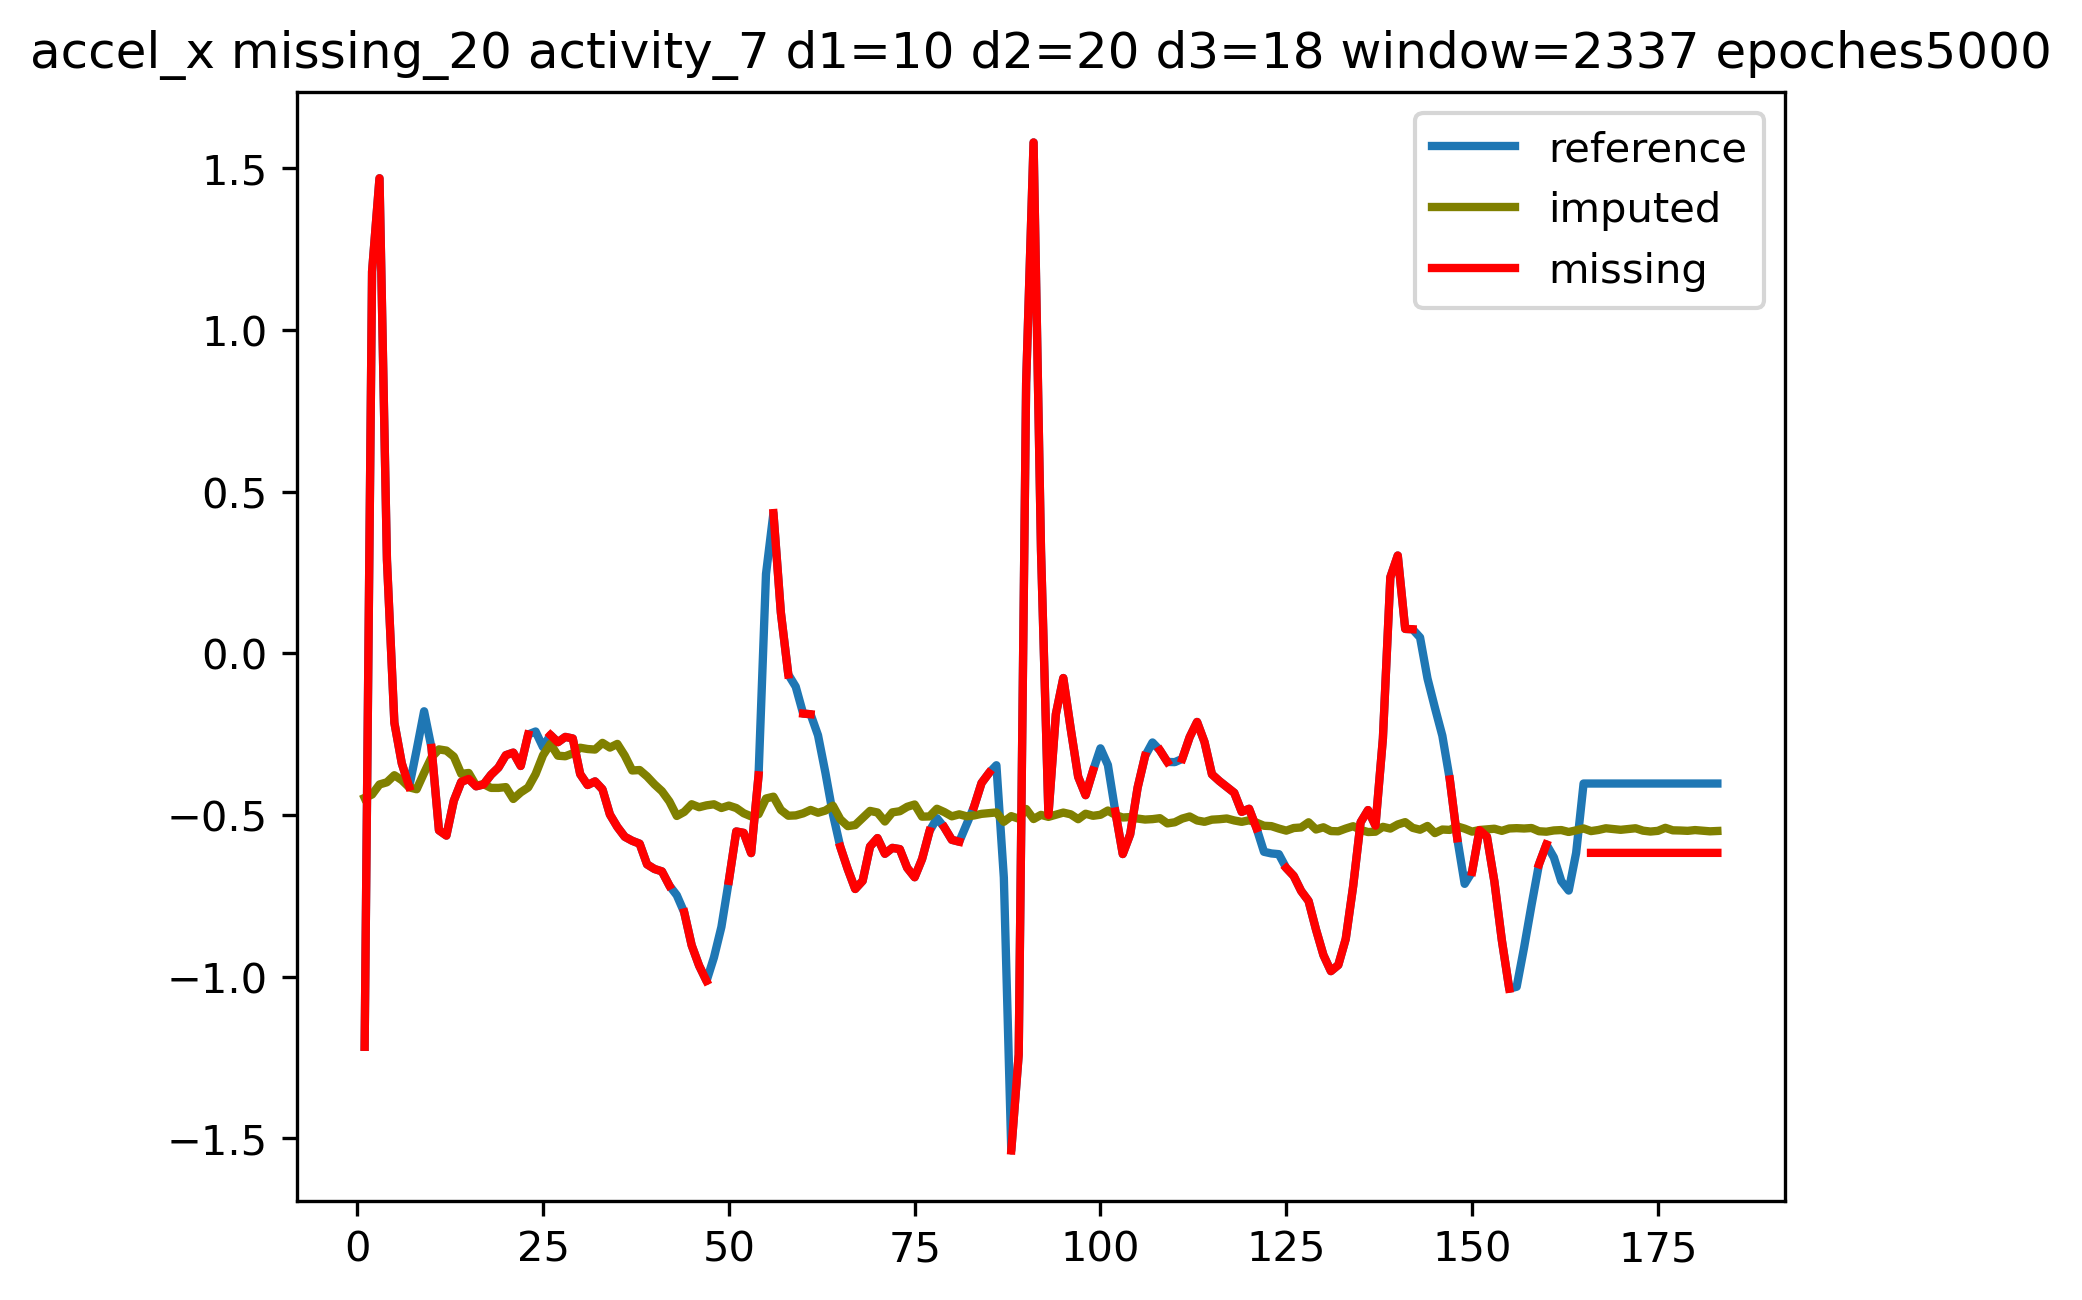 accel_x missing_20 activity_7 d1=10 d2=20 d3=18 window=2337 epoches5000
reference
imputed
missing
1.5
1.0
0.5
0.0
−0.5
−1.0
−1.5
0 25 50 75 100 125 150 175